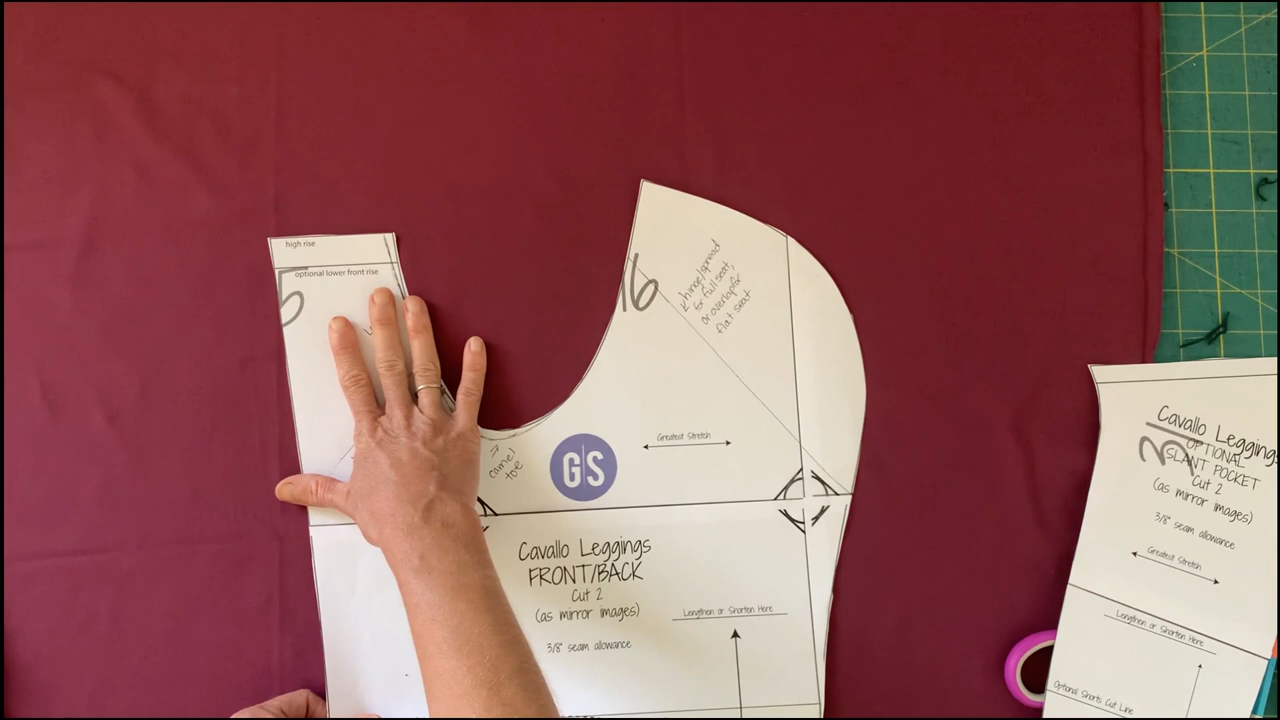 high rise
optional lower front rise
5
16
hinge/spread
for full seat,
or overlap for
flat seat
camel
toe
G|S
Greatest Stretch
Cavallo Leggings
FRONT/BACK
Cut 2
(as mirror images)
3/8" seam allowance
Lengthen or Shorten Here
Cavallo Leggings
OPTIONAL
SLANT POCKET
Cut 2
(as mirror images)
3/8" seam allowance
Greatest Stretch
Lengthen or Shorten Here
Optional Shorts Cut Line